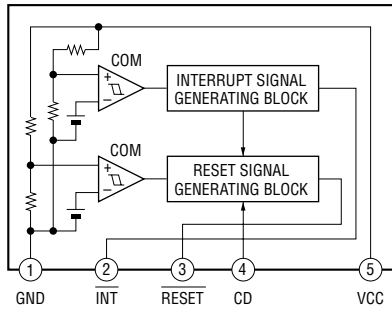 COM
+
−
INTERRUPT SIGNAL
GENERATING BLOCK
COM
+
−
RESET SIGNAL
GENERATING BLOCK
1 2 3 4 5
GND INT RESET CD VCC